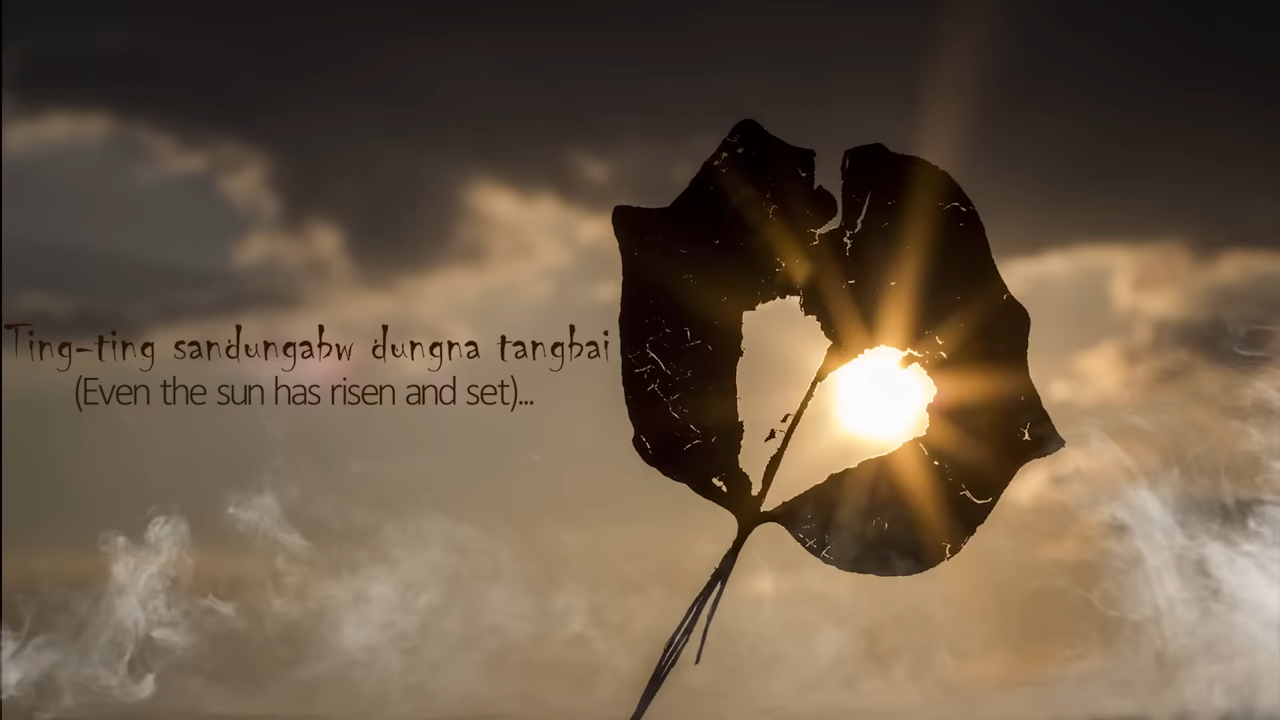 Ting-ting sandungabw dungna tangbai
(Even the sun has risen and set)...